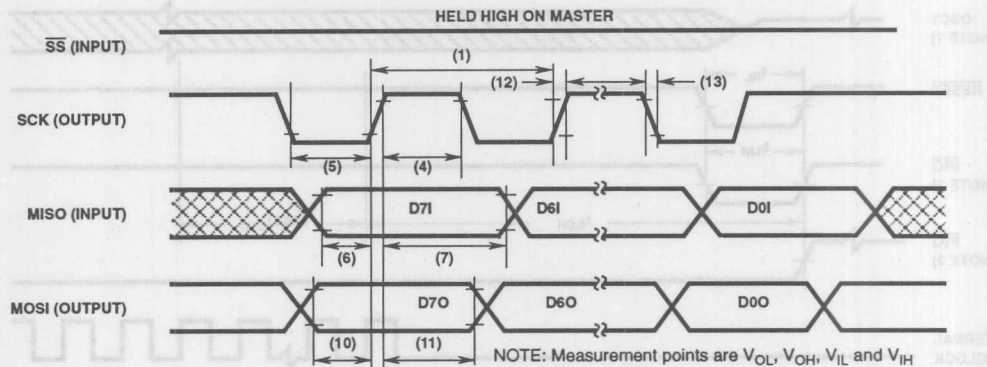 HELD HIGH ON MASTER
SS (INPUT)
(1)
(12)
(13)
SCK (OUTPUT)
(5)
(4)
MISO (INPUT)
D7I
D6I
D0I
(6)
(7)
MOSI (OUTPUT)
D7O
D6O
D0O
(10)
(11)
NOTE: Measurement points are VOL, VOH, VIL and VIH